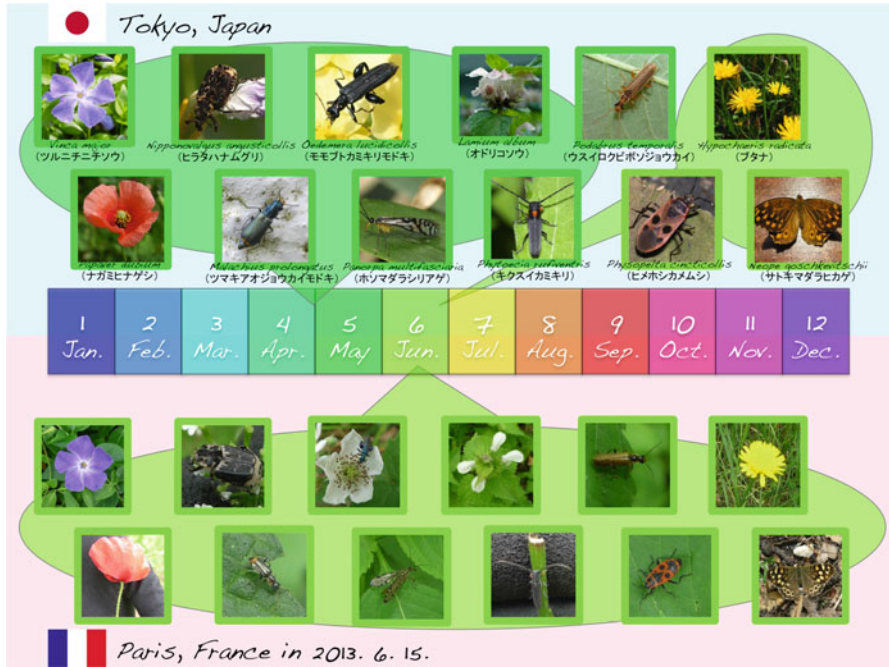 Tokyo, Japan
Vinca major
(ツルニチニチソウ)
Nipponovalgus angusticollis
(ヒラタハナムグリ)
Oedemera lucidicollis
(モモブトカミキリモドキ)
Lamium album
(オドリコソウ)
Podabrus temporalis
(ウスイロクビボソジョウカイ)
Hypochaeris radicata
(ブタナ)
Papaver dubium
(ナガミヒナゲシ)
Malachius prolongatus
(ツマキアオジョウカイモドキ)
Panorpa multifasciaria
(ホソマダラシリアゲ)
Phytoecia rufiventris
(キクスイカミキリ)
Physopelta cincticollis
(ヒメホシカメムシ)
Neope goschkevitschii
(サトキマダラヒカゲ)
1 2 3 4 5 6 7 8 9 10 11 12
Jan. Feb. Mar. Apr. May Jun. Jul. Aug. Sep. Oct. Nov. Dec.
Paris, France in 2013. 6. 15.